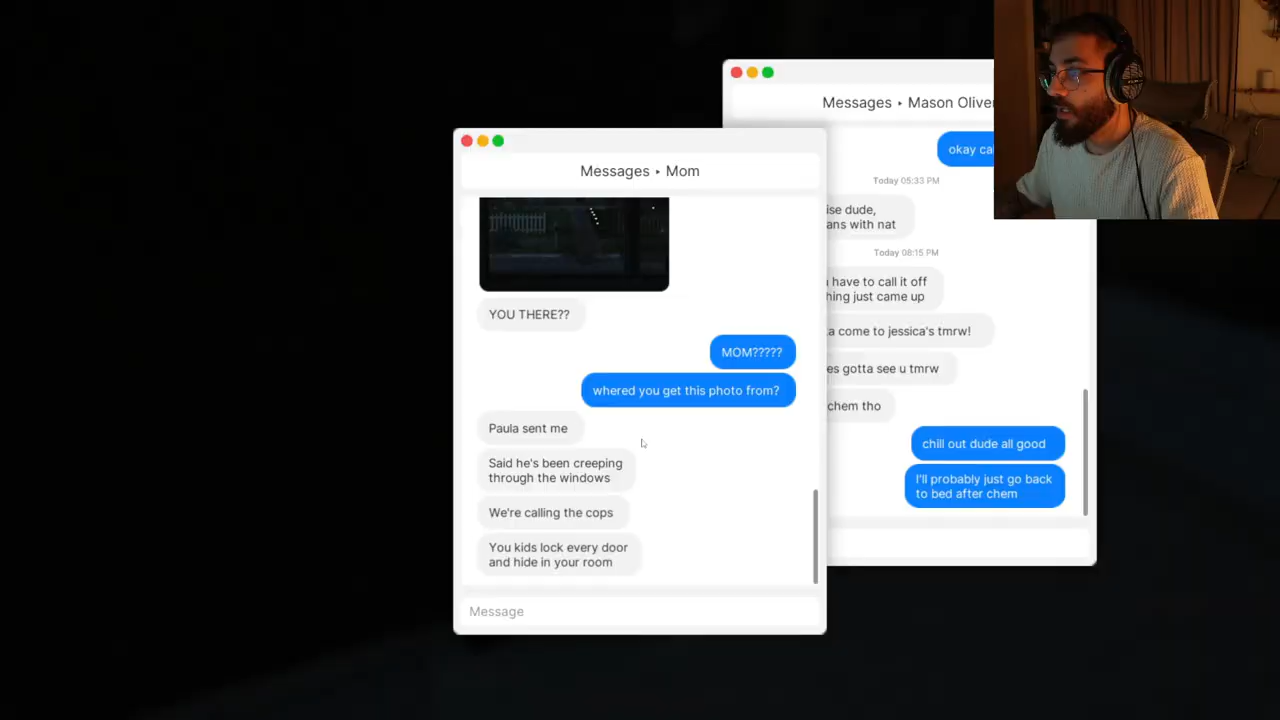 Messages ▸ Mason Oliver
okay ca
Today 05:33 PM
ise dude,
ans with nat
Today 08:15 PM
have to call it off
hing just came up
a come to jessica's tmrw!
es gotta see u tmrw
chem tho
chill out dude all good
I'll probably just go back
to bed after chem
Messages ▸ Mom
YOU THERE??
MOM?????
whered you get this photo from?
Paula sent me
Said he's been creeping
through the windows
We're calling the cops
You kids lock every door
and hide in your room
Message